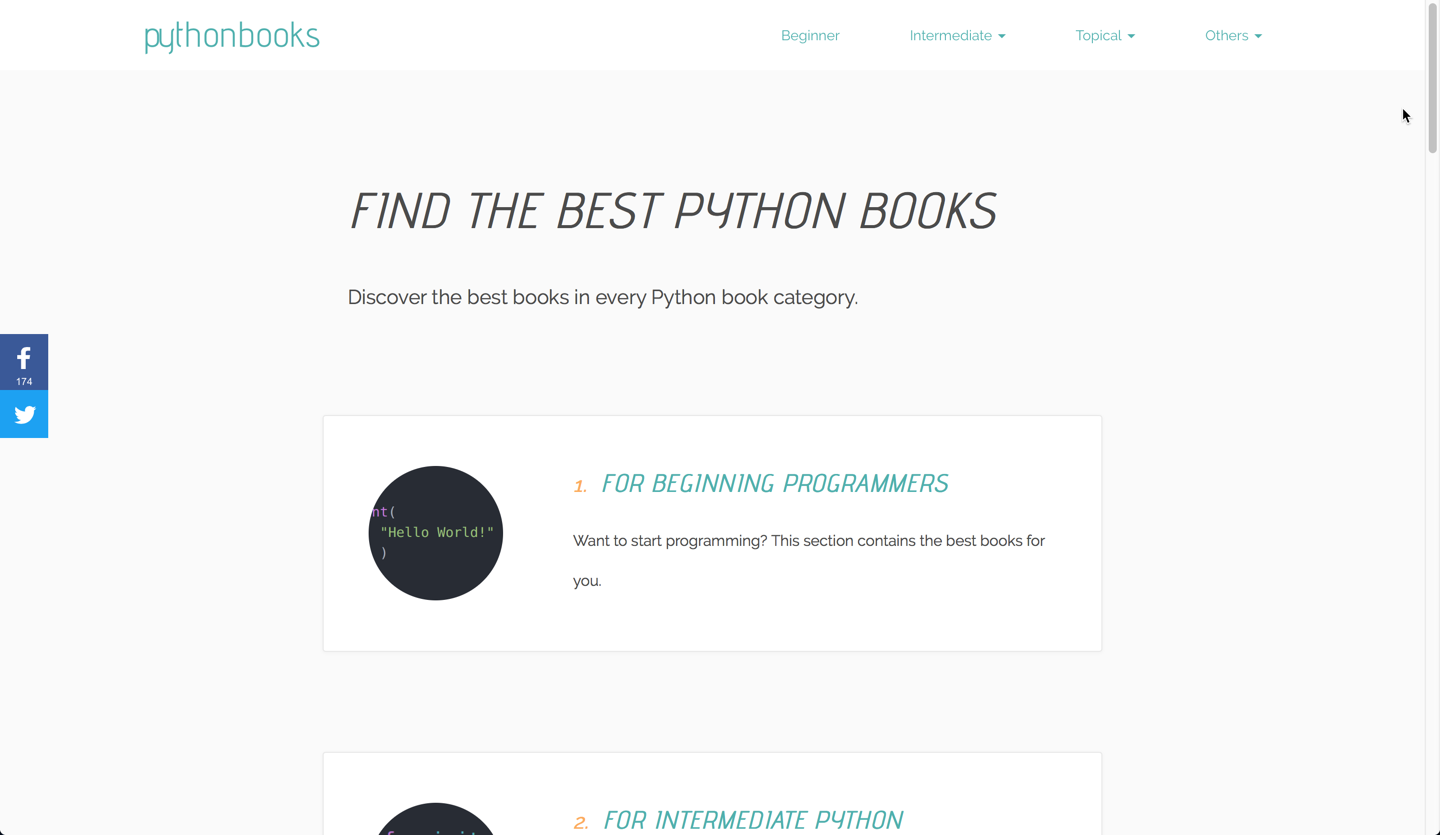 pythonbooks
Beginner
Intermediate
Topical
Others
FIND THE BEST PYTHON BOOKS
Discover the best books in every Python book category.
174
nt(
"Hello World!"
)
1. FOR BEGINNING PROGRAMMERS
Want to start programming? This section contains the best books for
you.
2. FOR INTERMEDIATE PYTHON